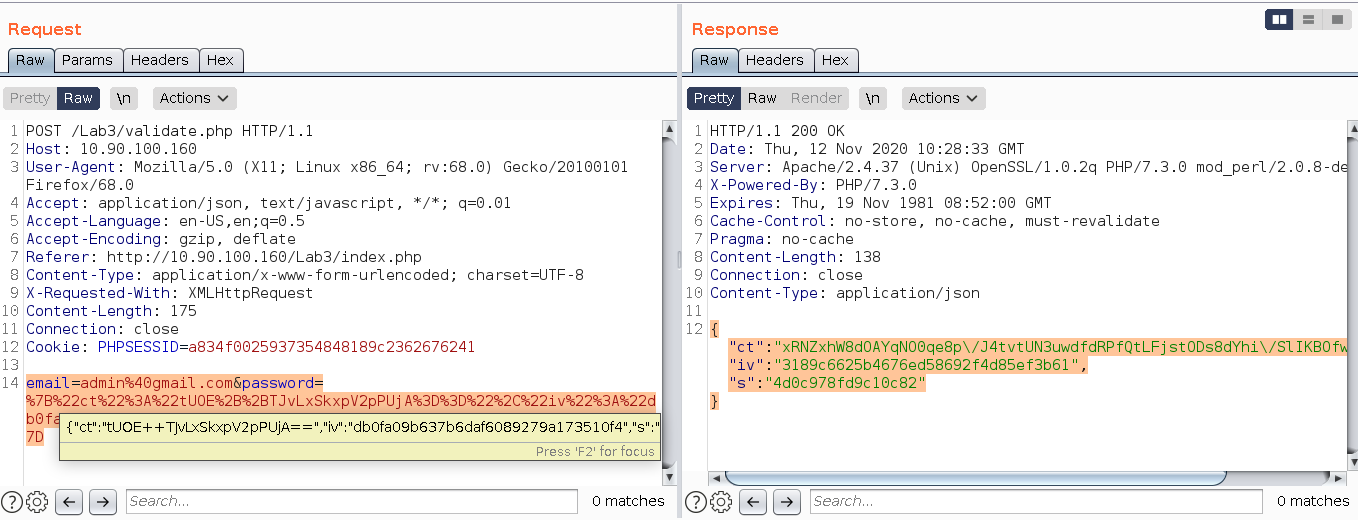 Request
Raw Params Headers Hex
Pretty Raw \n Actions
1 POST /Lab3/validate.php HTTP/1.1
2 Host: 10.90.100.160
3 User-Agent: Mozilla/5.0 (X11; Linux x86_64; rv:68.0) Gecko/20100101
Firefox/68.0
4 Accept: application/json, text/javascript, */*; q=0.01
5 Accept-Language: en-US,en;q=0.5
6 Accept-Encoding: gzip, deflate
7 Referer: http://10.90.100.160/Lab3/index.php
8 Content-Type: application/x-www-form-urlencoded; charset=UTF-8
9 X-Requested-With: XMLHttpRequest
10 Content-Length: 175
11 Connection: close
12 Cookie: PHPSESSID=a834f0025937354848189c2362676241
13
14 email=admin%40gmail.com&password=
%7B%22ct%22%3A%22tUOE%2B%2BTJvLxSkxpV2pPUjA%3D%3D%22%2C%22iv%22%3A%22d
b0fa
7D
{"ct":"tUOE++TJvLxSkxpV2pPUjA==","iv":"db0fa09b637b6daf6089279a173510f4","s":"
Press 'F2' for focus
? Search... 0 matches
Response
Raw Headers Hex
Pretty Raw Render \n Actions
1 HTTP/1.1 200 OK
2 Date: Thu, 12 Nov 2020 10:28:33 GMT
3 Server: Apache/2.4.37 (Unix) OpenSSL/1.0.2q PHP/7.3.0 mod_perl/2.0.8-de
4 X-Powered-By: PHP/7.3.0
5 Expires: Thu, 19 Nov 1981 08:52:00 GMT
6 Cache-Control: no-store, no-cache, must-revalidate
7 Pragma: no-cache
8 Content-Length: 138
9 Connection: close
10 Content-Type: application/json
11
12 {
"ct":"xRNZxhW8dOAYqNO0qe8p\/J4tvtUN3uwdfdRPfQtLFjstODs8dYhi\/SlIKBOfw
"iv":"3189c6625b4676ed58692f4d85ef3b61",
"s":"4d0c978fd9c10c82"
}
? Search... 0 matches